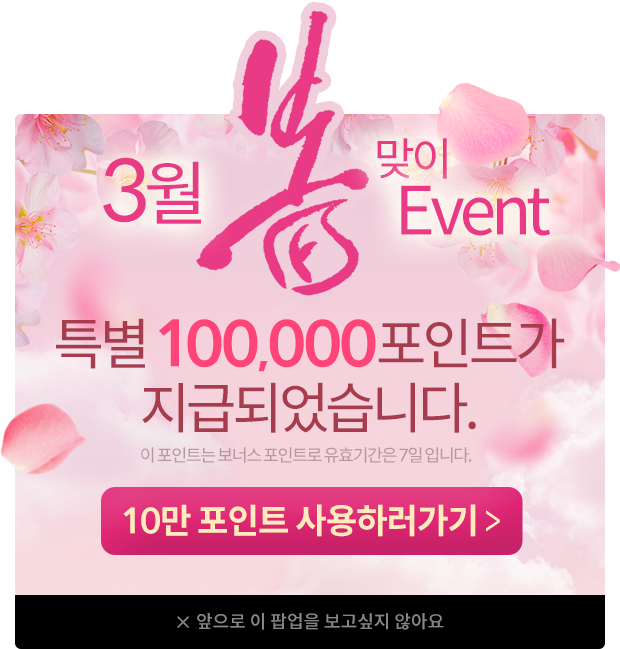 3월 봄 맞이
Event
특별 100,000 포인트가
지급되었습니다.
이 포인트는 보너스 포인트로 유효기간은 7일 입니다.
10만 포인트 사용하러가기 >
× 앞으로 이 팝업을 보고싶지 않아요